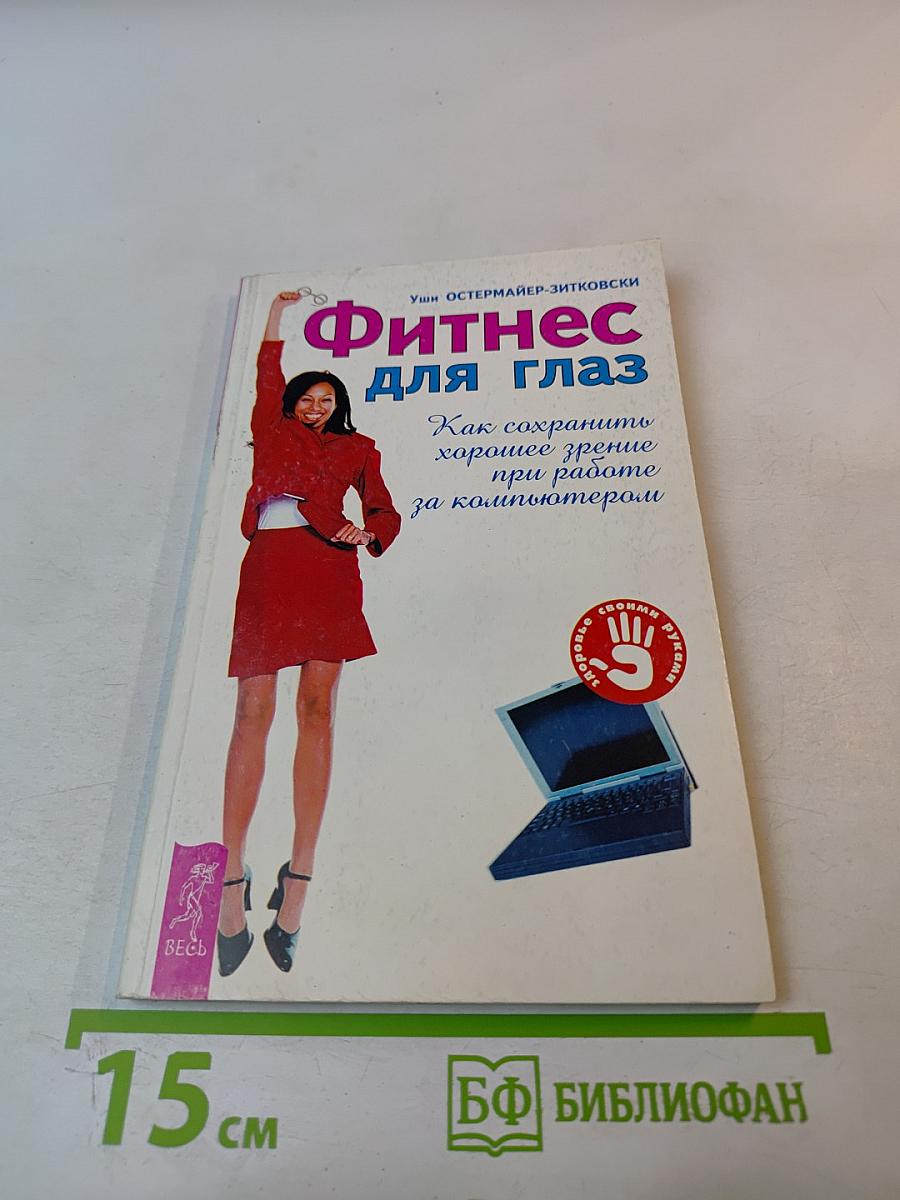 Уши ОСТЕРМАЙЕР-ЗИТКОВСКИ
Фитнес
для глаз
Как сохранить
хорошее зрение
при работе
за компьютером
здоровье своими руками
ВЕСЬ
15 см
БФ БИБЛИОФАН